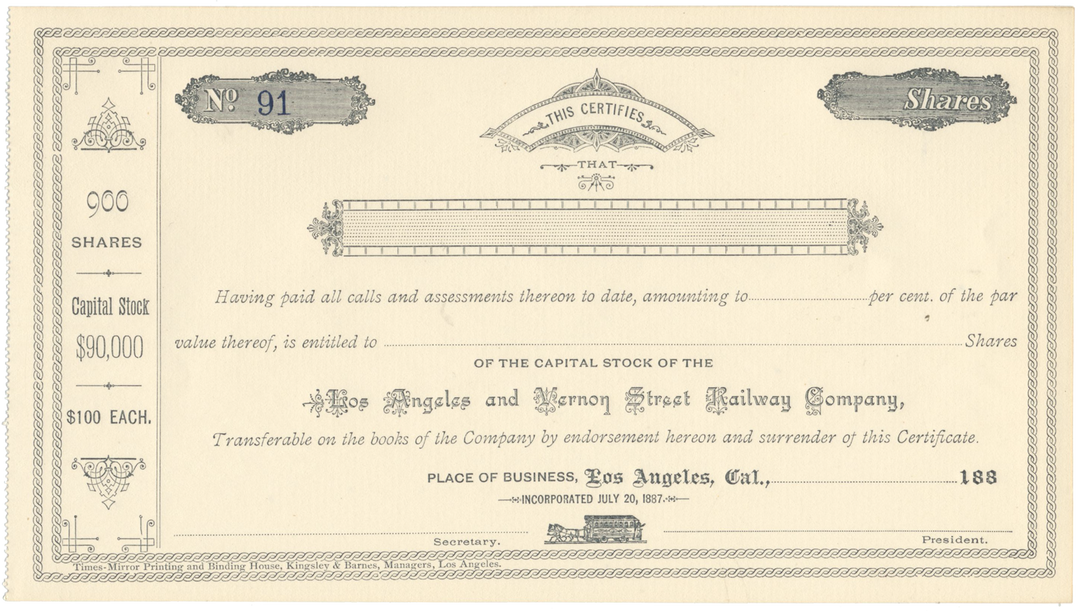 No 91
THIS CERTIFIES
Shares
THAT
900
SHARES
Capital Stock
$90,000
$100 EACH.
Having paid all calls and assessments thereon to date, amounting to per cent. of the par
value thereof, is entitled to Shares
OF THE CAPITAL STOCK OF THE
Los Angeles and Vernon Street Railway Company,
Transferable on the books of the Company by endorsement hereon and surrender of this Certificate.
PLACE OF BUSINESS, Los Angeles, Cal., 188
INCORPORATED JULY 20, 1887.
Secretary. President.
Times-Mirror Printing and Binding House, Kingsley & Barnes, Managers, Los Angeles.